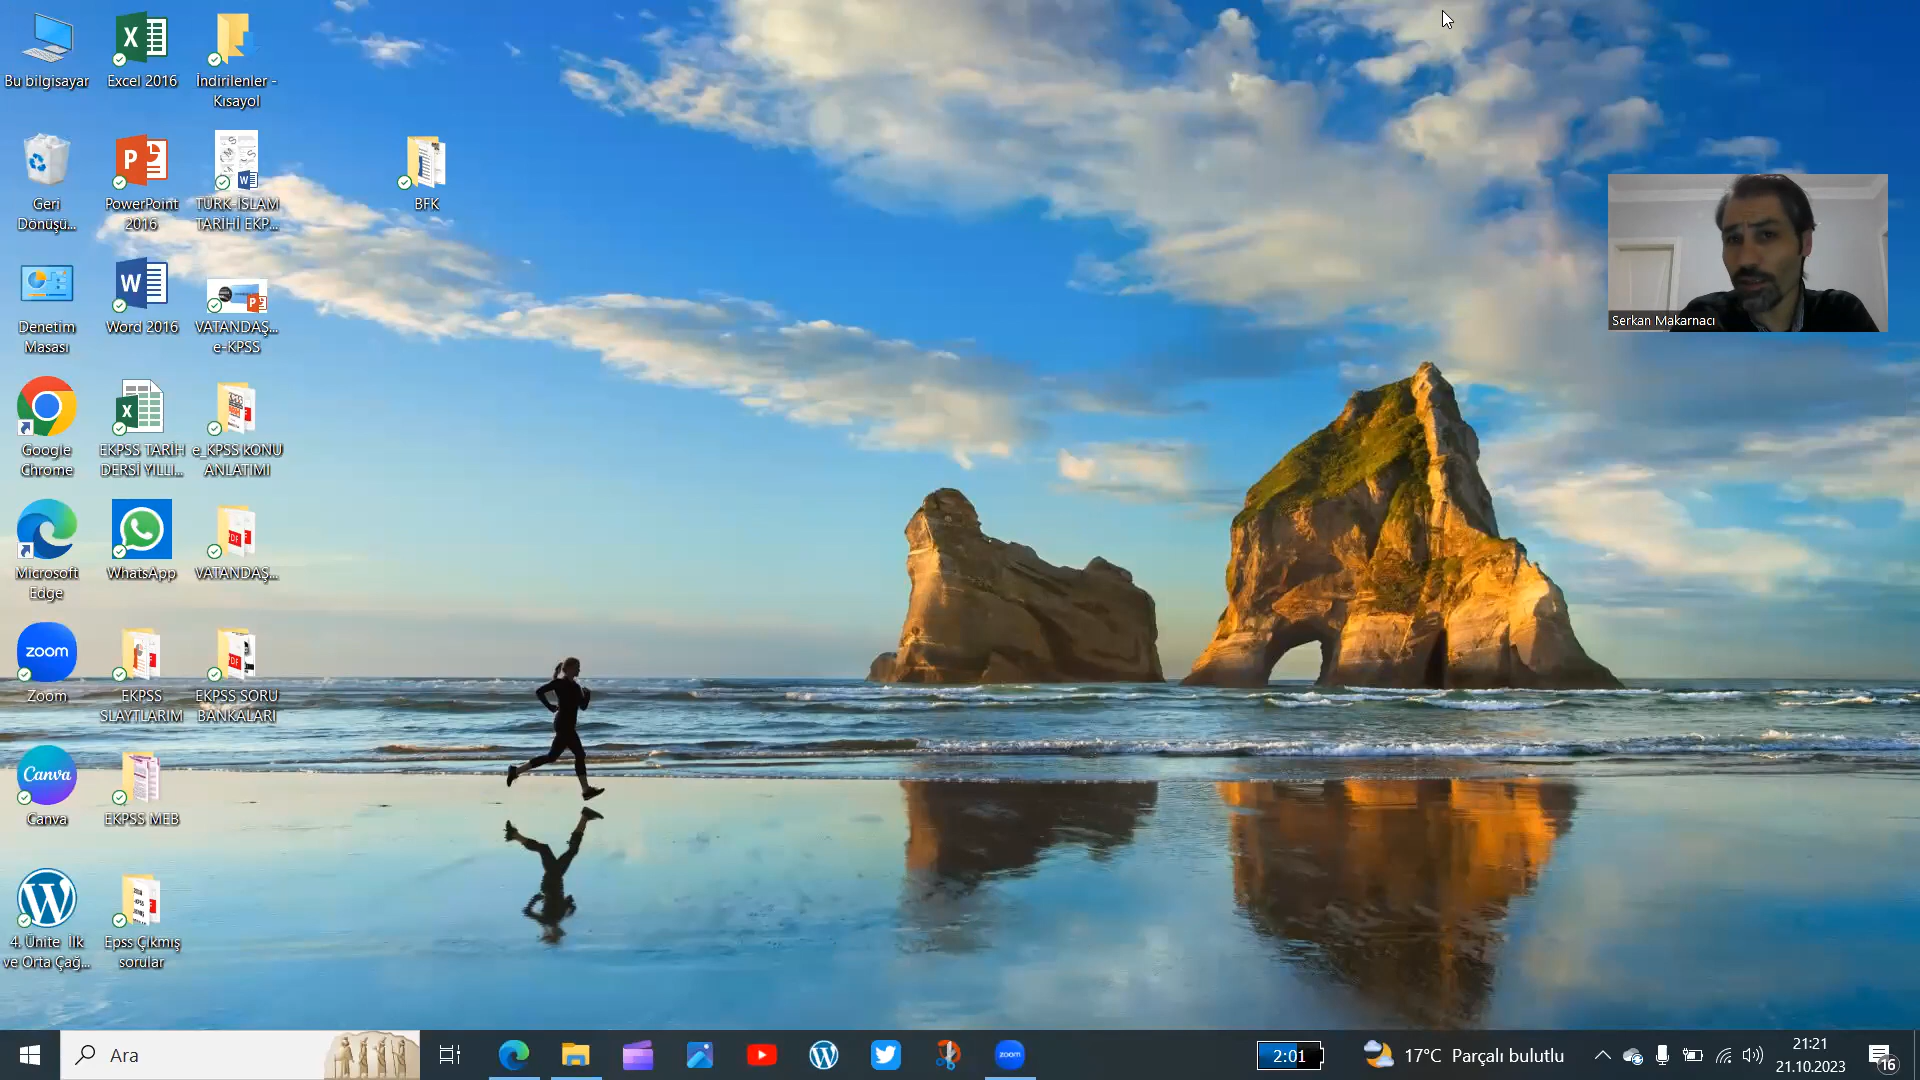 Bu bilgisayar
Excel 2016
İndirilenler -
Kısayol
Geri
Dönüşü...
PowerPoint
2016
TÜRK-İSLAM
TARİHİ EKP...
BFK
Denetim
Masası
Word 2016
VATANDAŞ...
e-KPSS
Google
Chrome
EKPSS TARİH
DERSİ YILLI...
e_KPSS kONU
ANLATIMI
Microsoft
Edge
WhatsApp
VATANDAŞ...
zoom
Zoom
EKPSS
SLAYTLARIM
EKPSS SORU
BANKALARI
Canva
Canva
EKPSS MEB
4. Ünite İlk
ve Orta Çağ...
Epss Çıkmış
sorular
Serkan Makarnacı
Ara
zoom
2:01
17°C Parçalı bulutlu
21:21
21.10.2023
16